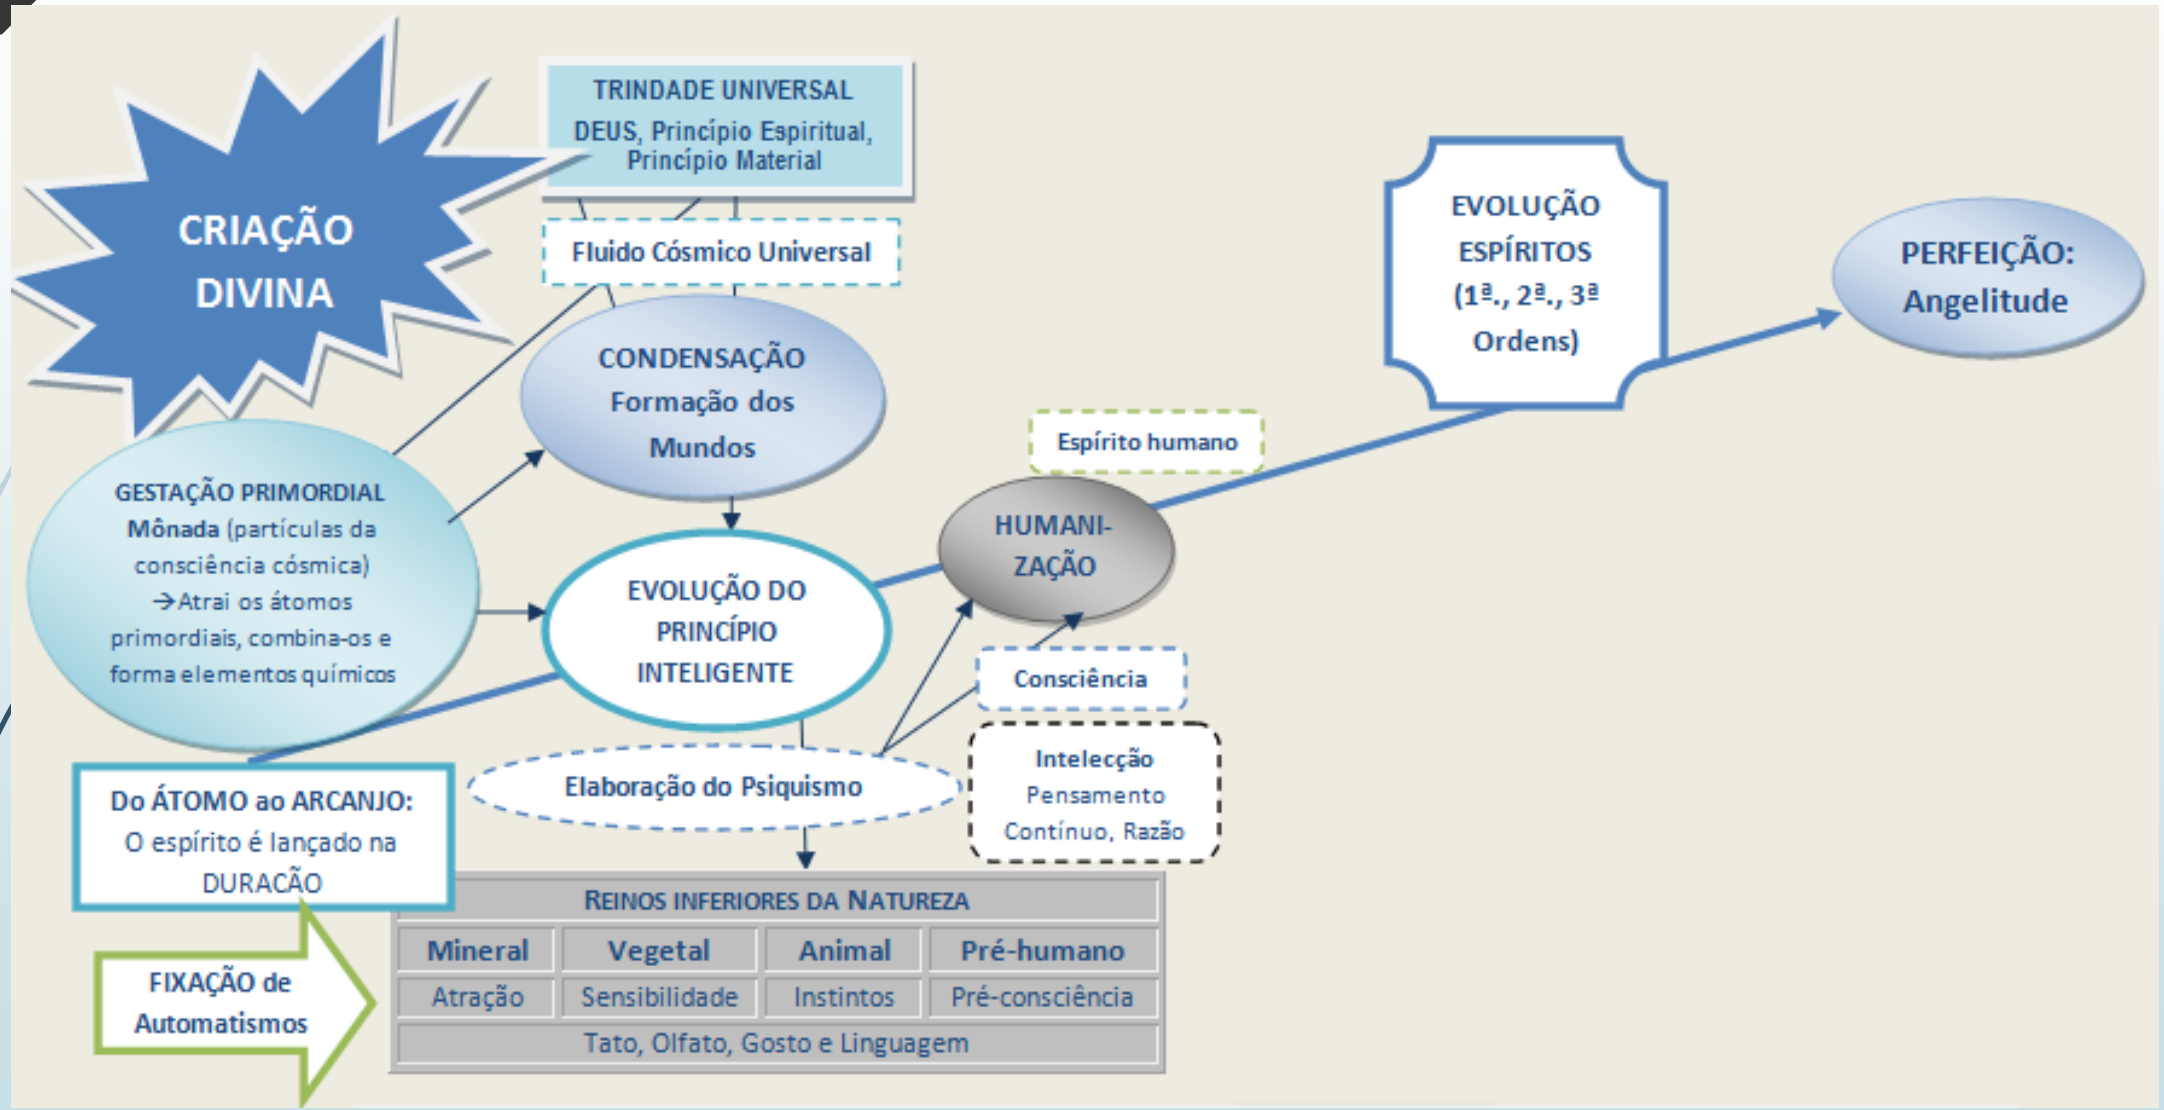 CRIAÇÃO
DIVINA
TRINDADE UNIVERSAL
DEUS, Princípio Espiritual,
Princípio Material
Fluido Cósmico Universal
CONDENSAÇÃO
Formação dos
Mundos
GESTAÇÃO PRIMORDIAL
Mônada (partículas da
consciência cósmica)
→Atrai os átomos
primordiais, combina-os e
forma elementos químicos
EVOLUÇÃO DO
PRINCÍPIO
INTELIGENTE
Elaboração do Psiquismo
HUMANI-
ZAÇÃO
Espírito humano
Consciência
Intelecção
Pensamento
Contínuo, Razão
EVOLUÇÃO
ESPÍRITOS
(1ª., 2ª., 3ª
Ordens)
PERFEIÇÃO:
Angelitude
Do ÁTOMO ao ARCANJO:
O espírito é lançado na
DURACÃO
FIXAÇÃO de
Automatismos
REINOS INFERIORES DA NATUREZA
Mineral Vegetal Animal Pré-humano
Atração Sensibilidade Instintos Pré-consciência
Tato, Olfato, Gosto e Linguagem